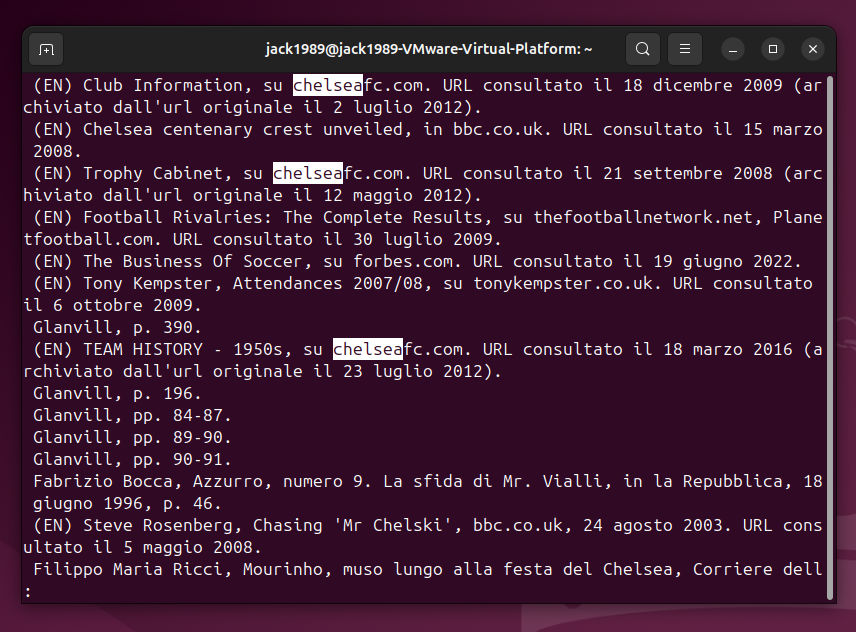 jack1989@jack1989-VMware-Virtual-Platform: ~
(EN) Club Information, su chelseafc.com. URL consultato il 18 dicembre 2009 (ar
chiviato dall'url originale il 2 luglio 2012).
(EN) Chelsea centenary crest unveiled, in bbc.co.uk. URL consultato il 15 marzo
2008.
(EN) Trophy Cabinet, su chelseafc.com. URL consultato il 21 settembre 2008 (arc
hiviato dall'url originale il 12 maggio 2012).
(EN) Football Rivalries: The Complete Results, su thefootballnetwork.net, Plane
tfootball.com. URL consultato il 30 luglio 2009.
(EN) The Business Of Soccer, su forbes.com. URL consultato il 19 giugno 2022.
(EN) Tony Kempster, Attendances 2007/08, su tonykempster.co.uk. URL consultato
il 6 ottobre 2009.
Glanvill, p. 390.
(EN) TEAM HISTORY - 1950s, su chelseafc.com. URL consultato il 18 marzo 2016 (a
rchiviato dall'url originale il 23 luglio 2012).
Glanvill, p. 196.
Glanvill, pp. 84-87.
Glanvill, pp. 89-90.
Glanvill, pp. 90-91.
Fabrizio Bocca, Azzurro, numero 9. La sfida di Mr. Vialli, in la Repubblica, 18
giugno 1996, p. 46.
(EN) Steve Rosenberg, Chasing 'Mr Chelski', bbc.co.uk, 24 agosto 2003. URL cons
ultato il 5 maggio 2008.
Filippo Maria Ricci, Mourinho, muso lungo alla festa del Chelsea, Corriere dell
: